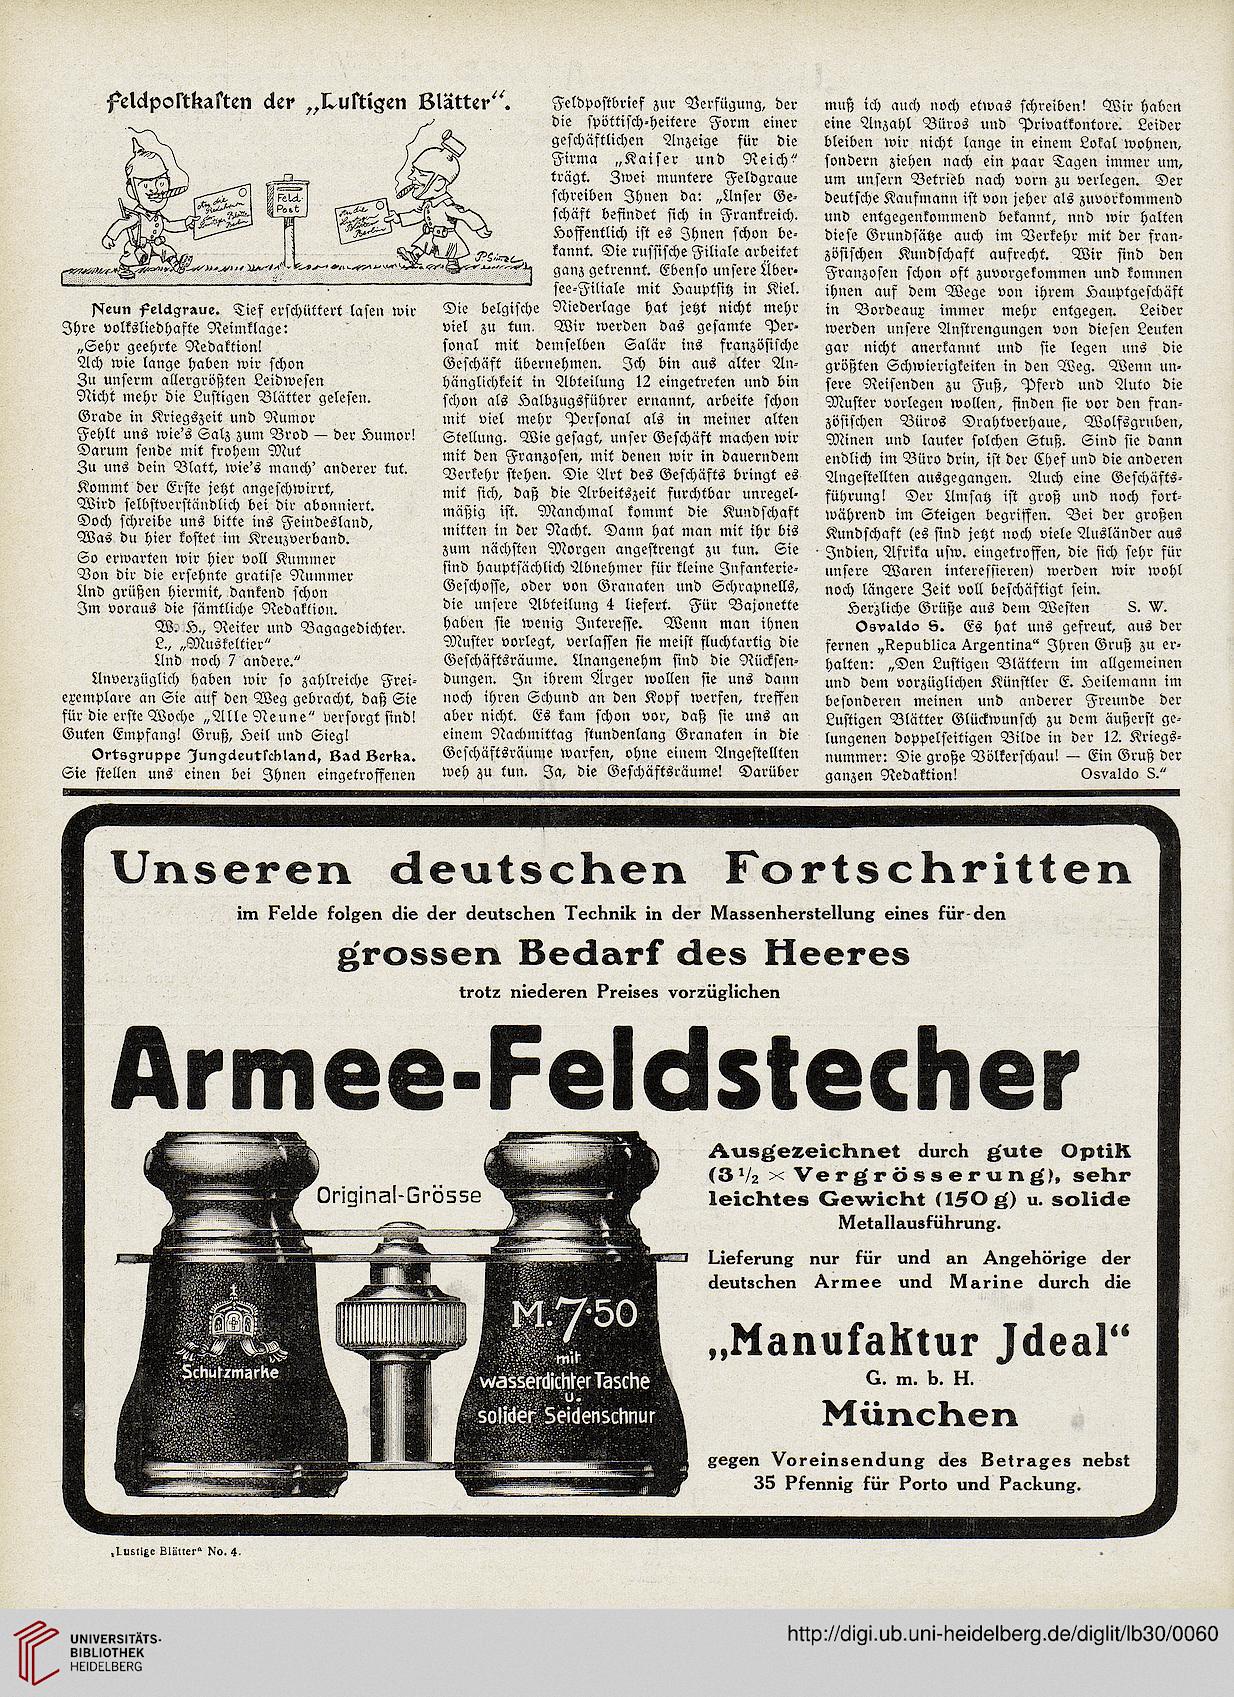 Feldpostkasten der „Lustigen Blätter“.
Feld
Post
Neun Feldgraue. Tief erschüttert lasen wir
Ihre volksliedhafte Reimklage:
„Sehr geehrte Redaktion!
Ach wie lange haben wir schon
Zu unserm allergrößten Leidwesen
Nicht mehr die Lustigen Blätter gelesen.
Grade in Kriegszeit und Rumor
Fehlt uns wie's Salz zum Brod — der Humor!
Darum sende mit frohem Mut
Zu uns dein Blatt, wie's manch' anderer tut.
Kommt der Erste jetzt angeschwirrt,
Wird selbstverständlich bei dir abonniert.
Doch schreibe uns bitte ins Feindesland,
Was du hier kostet im Kreuzverband.
So erwarten wir hier voll Kummer
Von dir die ersehnte gratise Nummer
Und grüßen hiermit, dankend schon
Im voraus die sämtliche Redaktion.
W. H., Reiter und Bagagedichter.
L., „Muskeltier“
Und noch 7 andere.“
Unverzüglich haben wir so zahlreiche Frei-
exemplare an Sie auf den Weg gebracht, daß Sie
für die erste Woche „Alle Neune“ versorgt sind!
Guten Empfang! Gruß, Heil und Sieg!
Ortsgruppe Jungdeutschland, Bad Berka.
Sie stellen uns einen bei Ihnen eingetroffenen
Feldpostbrief zur Verfügung, der
die spöttisch-heitere Form einer
geschäftlichen Anzeige für die
Firma „Kaiser und Reich“
trägt. Zwei muntere Feldgraue
schreiben Ihnen da: „Unser Ge-
schäft befindet sich in Frankreich.
Hoffentlich ist es Ihnen schon be-
kannt. Die russische Filiale arbeitet
ganz getrennt. Ebenso unsere Über-
see-Filiale mit Hauptsitz in Kiel.
Die belgische Niederlage hat jetzt nicht mehr
viel zu tun. Wir werden das gesamte Per-
sonal mit demselben Salär ins französische
Geschäft übernehmen. Ich bin aus alter An-
hänglichkeit in Abteilung 12 eingetreten und bin
schon als Halbzugsführer ernannt, arbeite schon
mit viel mehr Personal als in meiner alten
Stellung. Wie gesagt, unser Geschäft machen wir
mit den Franzosen, mit denen wir in dauerndem
Verkehr stehen. Die Art des Geschäfts bringt es
mit sich, daß die Arbeitszeit furchtbar unregel-
mäßig ist. Manchmal kommt die Kundschaft
mitten in der Nacht. Dann hat man mit ihr bis
zum nächsten Morgen angestrengt zu tun. Sie
sind hauptsächlich Abnehmer für kleine Infanterie-
Geschosse, oder von Granaten und Schrapnells,
die unsere Abteilung 4 liefert. Für Bajonette
haben sie wenig Interesse. Wenn man ihnen
Muster vorlegt, verlassen sie meist fluchtartig die
Geschäftsräume. Unangenehm sind die Rücksen-
dungen. In ihrem Ärger wollen sie uns dann
noch ihren Schund an den Kopf werfen, treffen
aber nicht. Es kam schon vor, daß sie uns an
einem Nachmittag stundenlang Granaten in die
Geschäftsräume warfen, ohne einem Angestellten
weh zu tun. Ja, die Geschäftsräume! Darüber
muß ich auch noch etwas schreiben! Wir haben
eine Anzahl Büros und Privatkontore. Leider
bleiben wir nicht lange in einem Lokal wohnen,
sondern ziehen nach ein paar Tagen immer um,
um unsern Betrieb nach vorn zu verlegen. Der
deutsche Kaufmann ist von jeher als zuvorkommend
und entgegenkommend bekannt, nnd wir halten
diese Grundsätze auch im Verkehr mit der fran-
zösischen Kundschaft aufrecht. Wir sind den
Franzosen schon oft zuvorgekommen und kommen
ihnen auf dem Wege von ihrem Hauptgeschäft
in Bordeaux immer mehr entgegen. Leider
werden unsere Anstrengungen von diesen Leuten
gar nicht anerkannt und sie legen uns die
größten Schwierigkeiten in den Weg. Wenn un-
sere Reisenden zu Fuß, Pferd und Auto die
Muster vorlegen wollen, finden sie vor den fran-
zösischen Büros Drahtverhaue, Wolfsgruben,
Minen und lauter solchen Stuß. Sind sie dann
endlich im Büro drin, ist der Chef und die anderen
Angestellten ausgegangen. Auch eine Geschäfts-
führung! Der Umsatz ist groß und noch fort-
während im Steigen begriffen. Bei der großen
Kundschaft (es sind jetzt noch viele Ausländer aus
Indien, Afrika usw. eingetroffen, die sich sehr für
unsere Waren interessieren) werden wir wohl
noch längere Zeit voll beschäftigt sein.
Herzliche Grüße aus dem Westen S. W.
Osvaldo S. Es hat uns gefreut, aus der
fernen „Republica Argentina“ Ihren Gruß zu er-
halten: „Den Lustigen Blättern im allgemeinen
und dem vorzüglichen Künstler E. Heilemann im
besonderen meinen und anderer Freunde der
Lustigen Blätter Glückwunsch zu dem äußerst ge-
lungenen doppelseitigen Bilde in der 12. Kriegs-
nummer: Die große Völkerschau! — Ein Gruß der
ganzen Redaktion! Osvaldo S.“
Unseren deutschen Fortschritten
im Felde folgen die der deutschen Technik in der Massenherstellung eines für den
grossen Bedarf des Heeres
trotz niederen Preises vorzüglichen
Armee-Feldstecher
Original-Grösse
Schutzmarke
M. 7·50
mit
wasserdichter Tasche
u.
solider Seidenschnur
Ausgezeichnet durch gute Optik
(3 1/2 × Vergrösserung), sehr
leichtes Gewicht (150 g) u. solide
Metallausführung.
Lieferung nur für und an Angehörige der
deutschen Armee und Marine durch die
„Manufaktur Jdeal“
G. m. b. H.
München
gegen Voreinsendung des Betrages nebst
35 Pfennig für Porto und Packung.
„Lustige Blätter“ No. 4.
UNIVERSITÄTS-
BIBLIOTHEK
HEIDELBERG
http://digi.ub.uni-heidelberg.de/diglit/lb30/0060